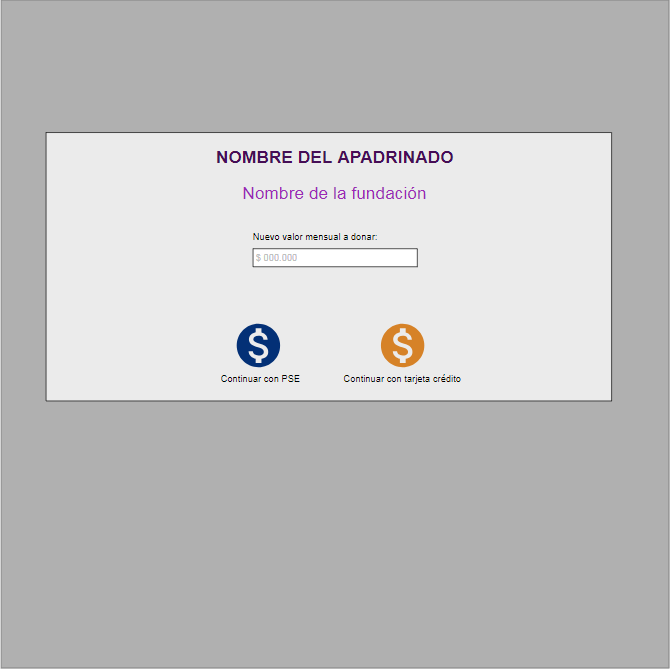 NOMBRE DEL APADRINADO
Nombre de la fundación
Nuevo valor mensual a donar:
$ 000.000
$ $
Continuar con PSE Continuar con tarjeta crédito